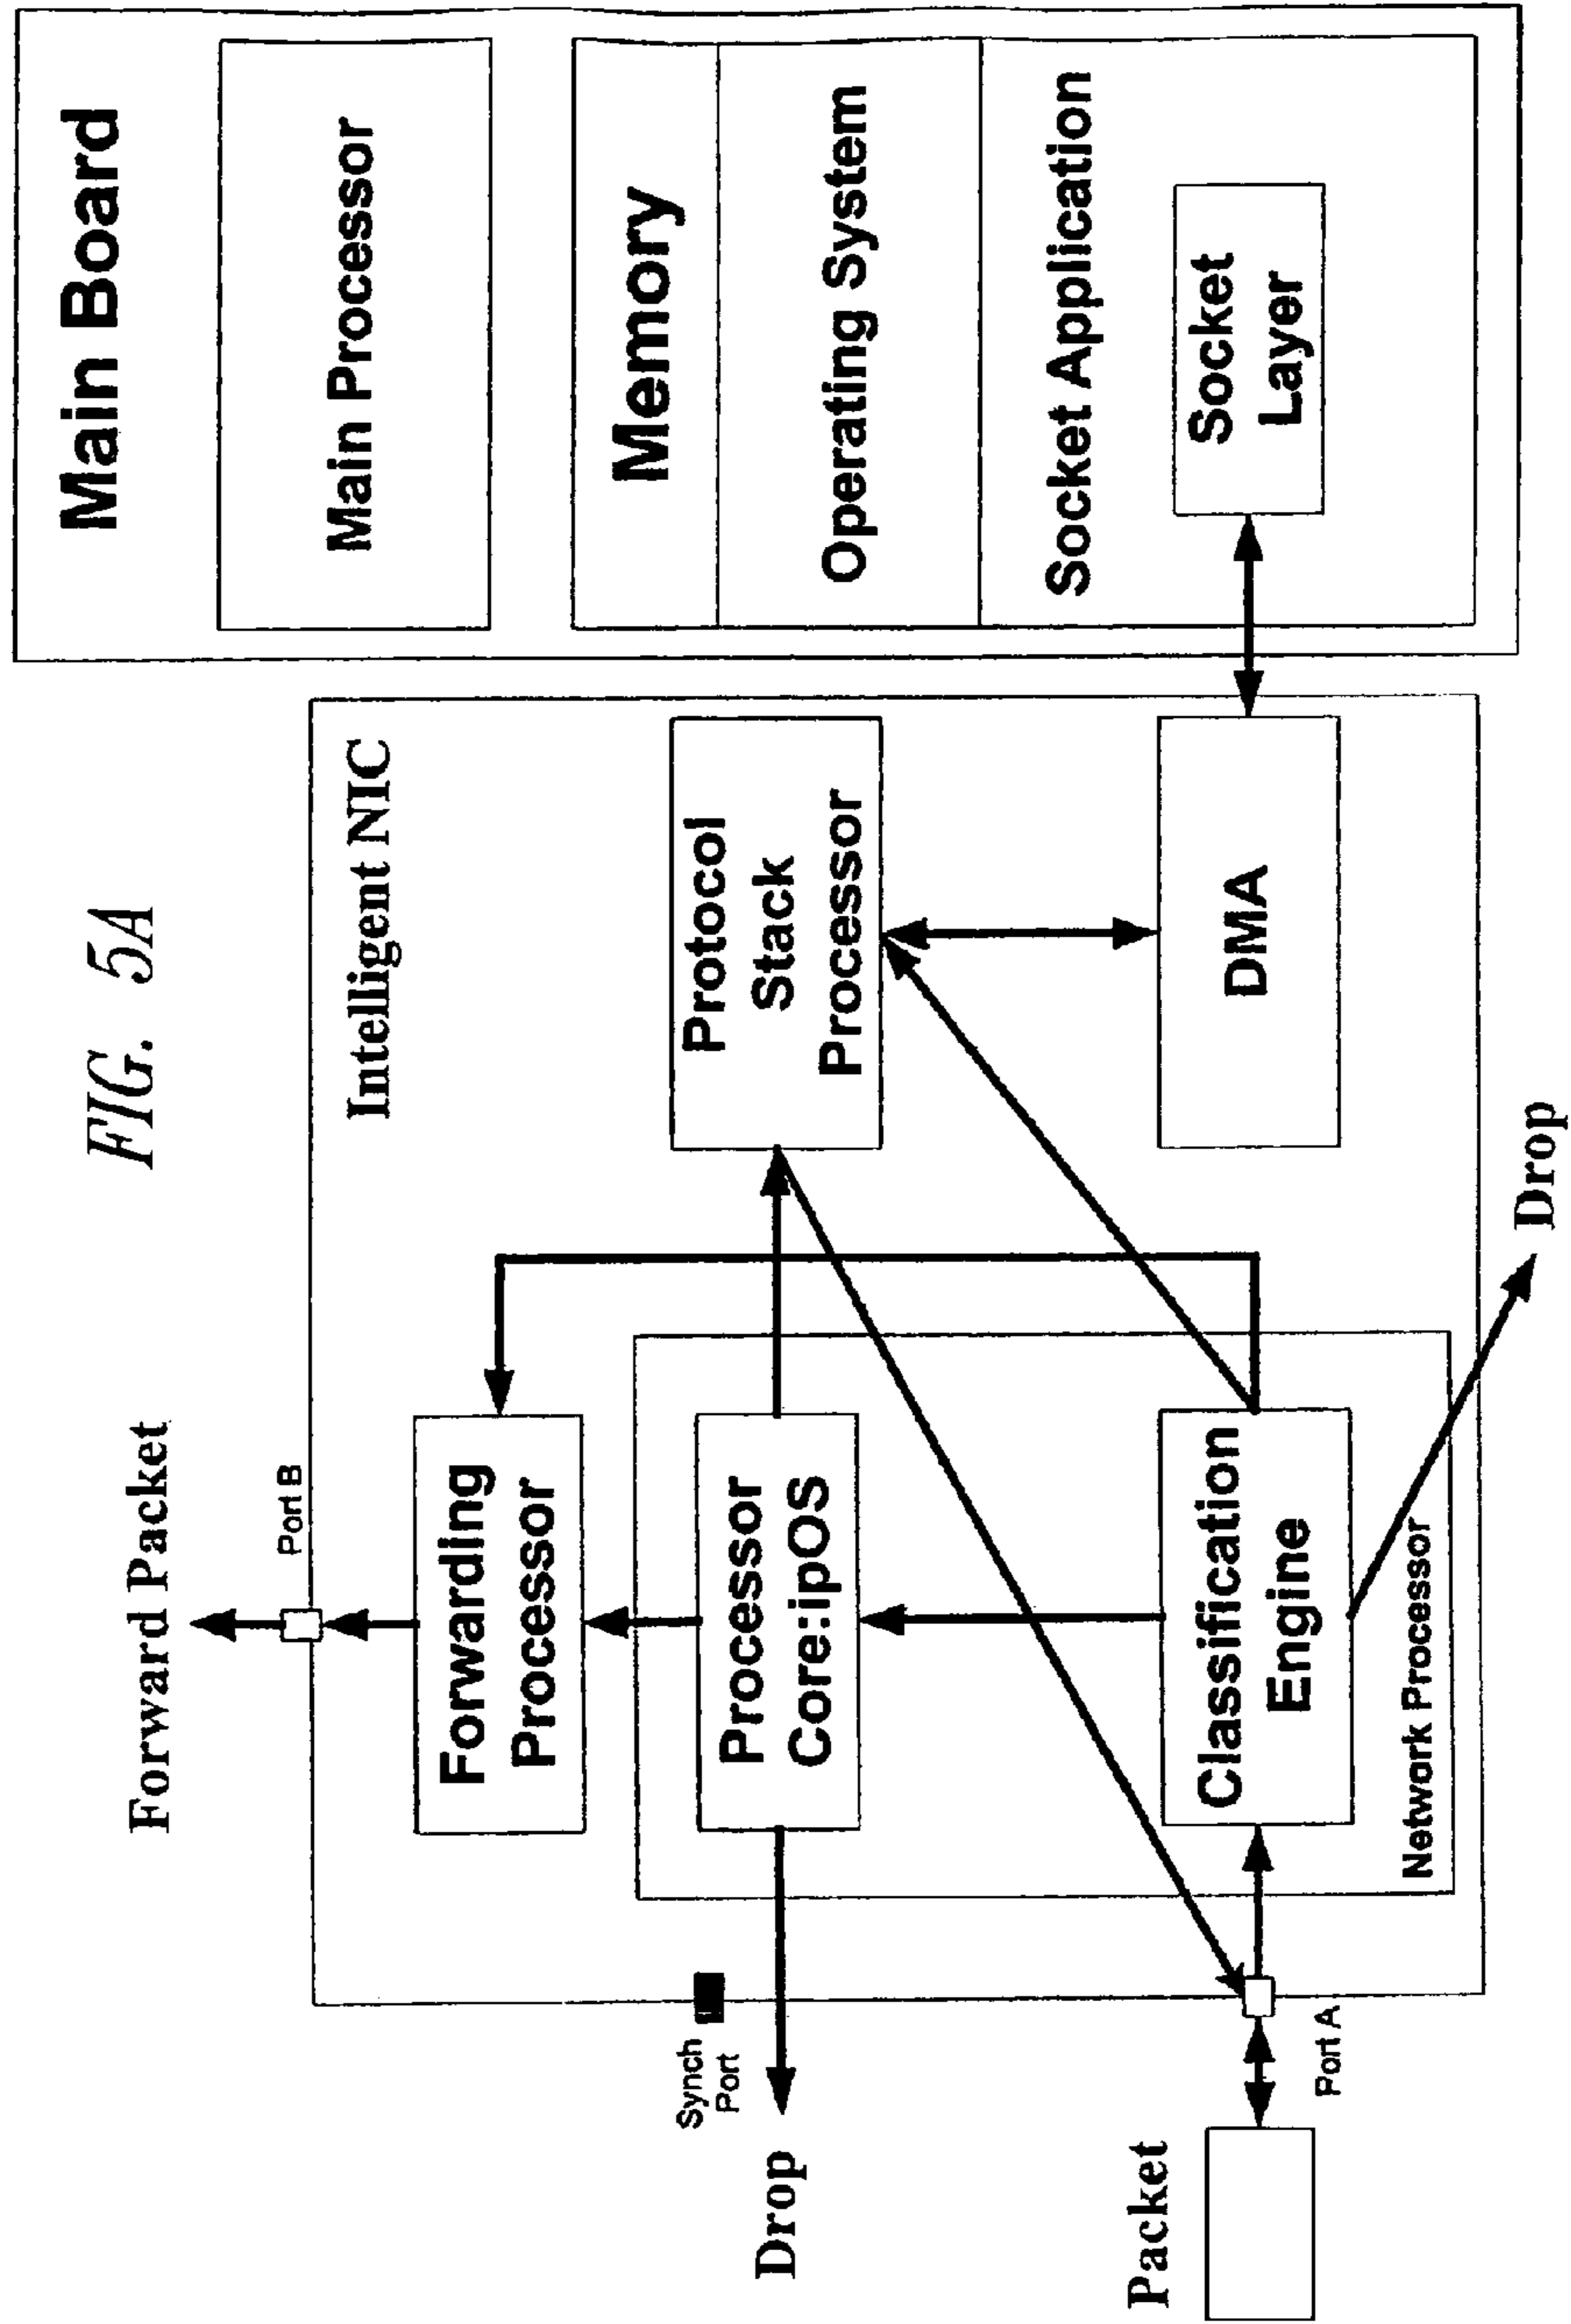 FIG. 5A
Main Board
Main Processor
Memory
Operating System
Socket Application
Socket
Layer
Intelligent NIC
Protocol
Stack
Processor
DMA
Forward Packet
Port B
Forwarding
Processor
Processor
Core:ipOS
Classification
Engine
Network Processor
Drop
Synch
Port
Drop
Port A
Packet